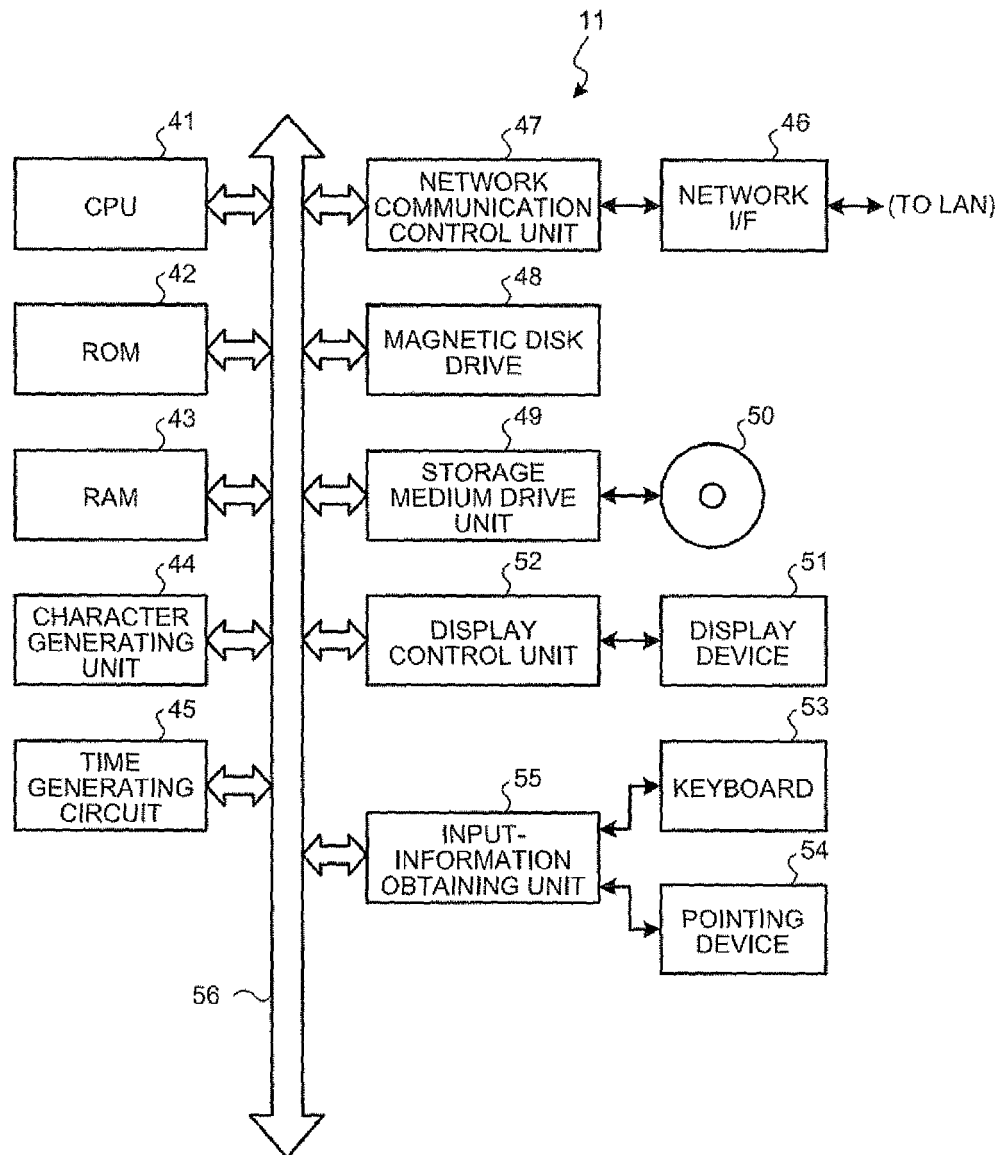 11
41
CPU
47
NETWORK
COMMUNICATION
CONTROL UNIT
46
NETWORK
I/F
(TO LAN)
42
ROM
48
MAGNETIC DISK
DRIVE
43
RAM
49
STORAGE
MEDIUM DRIVE
UNIT
50
44
CHARACTER
GENERATING
UNIT
52
DISPLAY
CONTROL UNIT
51
DISPLAY
DEVICE
45
TIME
GENERATING
CIRCUIT
53
KEYBOARD
55
INPUT-
INFORMATION
OBTAINING UNIT
54
POINTING
DEVICE
56